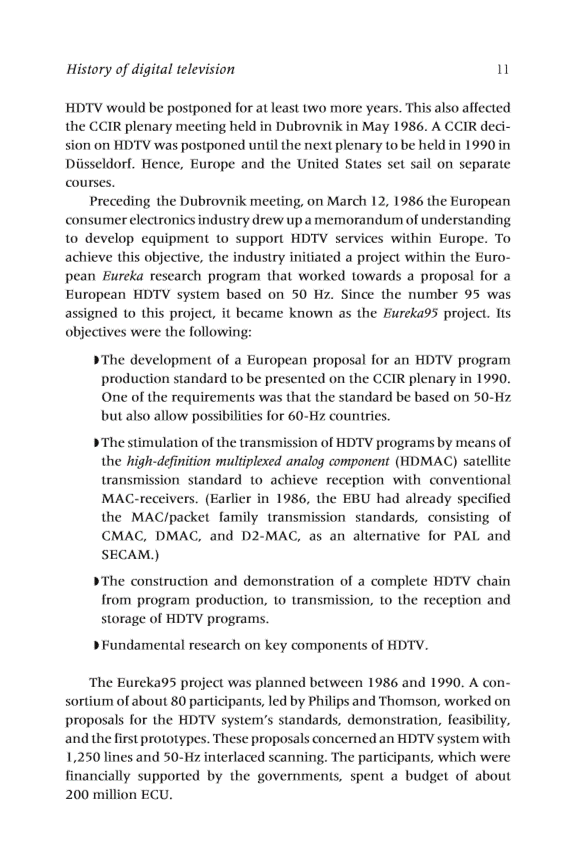 History of digital television 11
HDTV would be postponed for at least two more years. This also affected
the CCIR plenary meeting held in Dubrovnik in May 1986. A CCIR deci-
sion on HDTV was postponed until the next plenary to be held in 1990 in
Düsseldorf. Hence, Europe and the United States set sail on separate
courses.
Preceding the Dubrovnik meeting, on March 12, 1986 the European
consumer electronics industry drew up a memorandum of understanding
to develop equipment to support HDTV services within Europe. To
achieve this objective, the industry initiated a project within the Euro-
pean Eureka research program that worked towards a proposal for a
European HDTV system based on 50 Hz. Since the number 95 was
assigned to this project, it became known as the Eureka95 project. Its
objectives were the following:
◗ The development of a European proposal for an HDTV program
production standard to be presented on the CCIR plenary in 1990.
One of the requirements was that the standard be based on 50-Hz
but also allow possibilities for 60-Hz countries.
◗ The stimulation of the transmission of HDTV programs by means of
the high-definition multiplexed analog component (HDMAC) satellite
transmission standard to achieve reception with conventional
MAC-receivers. (Earlier in 1986, the EBU had already specified
the MAC/packet family transmission standards, consisting of
CMAC, DMAC, and D2-MAC, as an alternative for PAL and
SECAM.)
◗ The construction and demonstration of a complete HDTV chain
from program production, to transmission, to the reception and
storage of HDTV programs.
◗ Fundamental research on key components of HDTV.
The Eureka95 project was planned between 1986 and 1990. A con-
sortium of about 80 participants, led by Philips and Thomson, worked on
proposals for the HDTV system's standards, demonstration, feasibility,
and the first prototypes. These proposals concerned an HDTV system with
1,250 lines and 50-Hz interlaced scanning. The participants, which were
financially supported by the governments, spent a budget of about
200 million ECU.